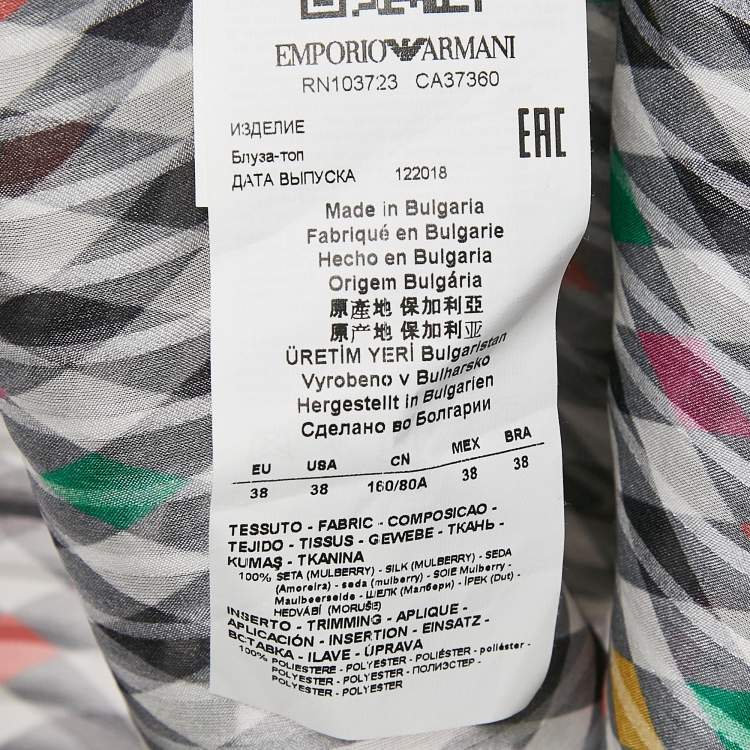 EMPORIO ARMANI
RN103723 CA37360
ИЗДЕЛИЕ
EAC
Блуза-топ
ДАТА ВЫПУСКА 122018
Made in Bulgaria
Fabriqué en Bulgarie
Hecho en Bulgaria
Origem Bulgária
原產地 保加利亞
原产地 保加利亚
ÜRETİM YERİ Bulgaristan
Vyrobeno v Bulharsko
Hergestellt in Bulgarien
Сделано во Болгарии
EU USA CN MEX BRA
38 38 160/80A 38 38
TESSUTO - FABRIC - COMPOSICAO -
TEJIDO - TISSUS - GEWEBE - ТКАНЬ -
KUMAŞ - TKANINA
100% SETA (MULBERRY) - SILK (MULBERRY) - SEDA
(Amoreira) - seda (mulberry) - SOIE Mulberry -
Maulbeerseide - ШЕЛК (Малбери) - İPEK (Dut) -
HEDVÁBÍ (MORUŠE)
INSERTO - TRIMMING - APLIQUE -
APLICACIÓN - INSERTION - EINSATZ -
ВСТАВКА - ILAVE - ÚPRAVA
100% POLIESTERE - POLYESTER - POLIÉSTER - poliéster -
POLYESTER - POLYESTER - ПОЛИЭСТЕР -
POLYESTER - POLYESTER